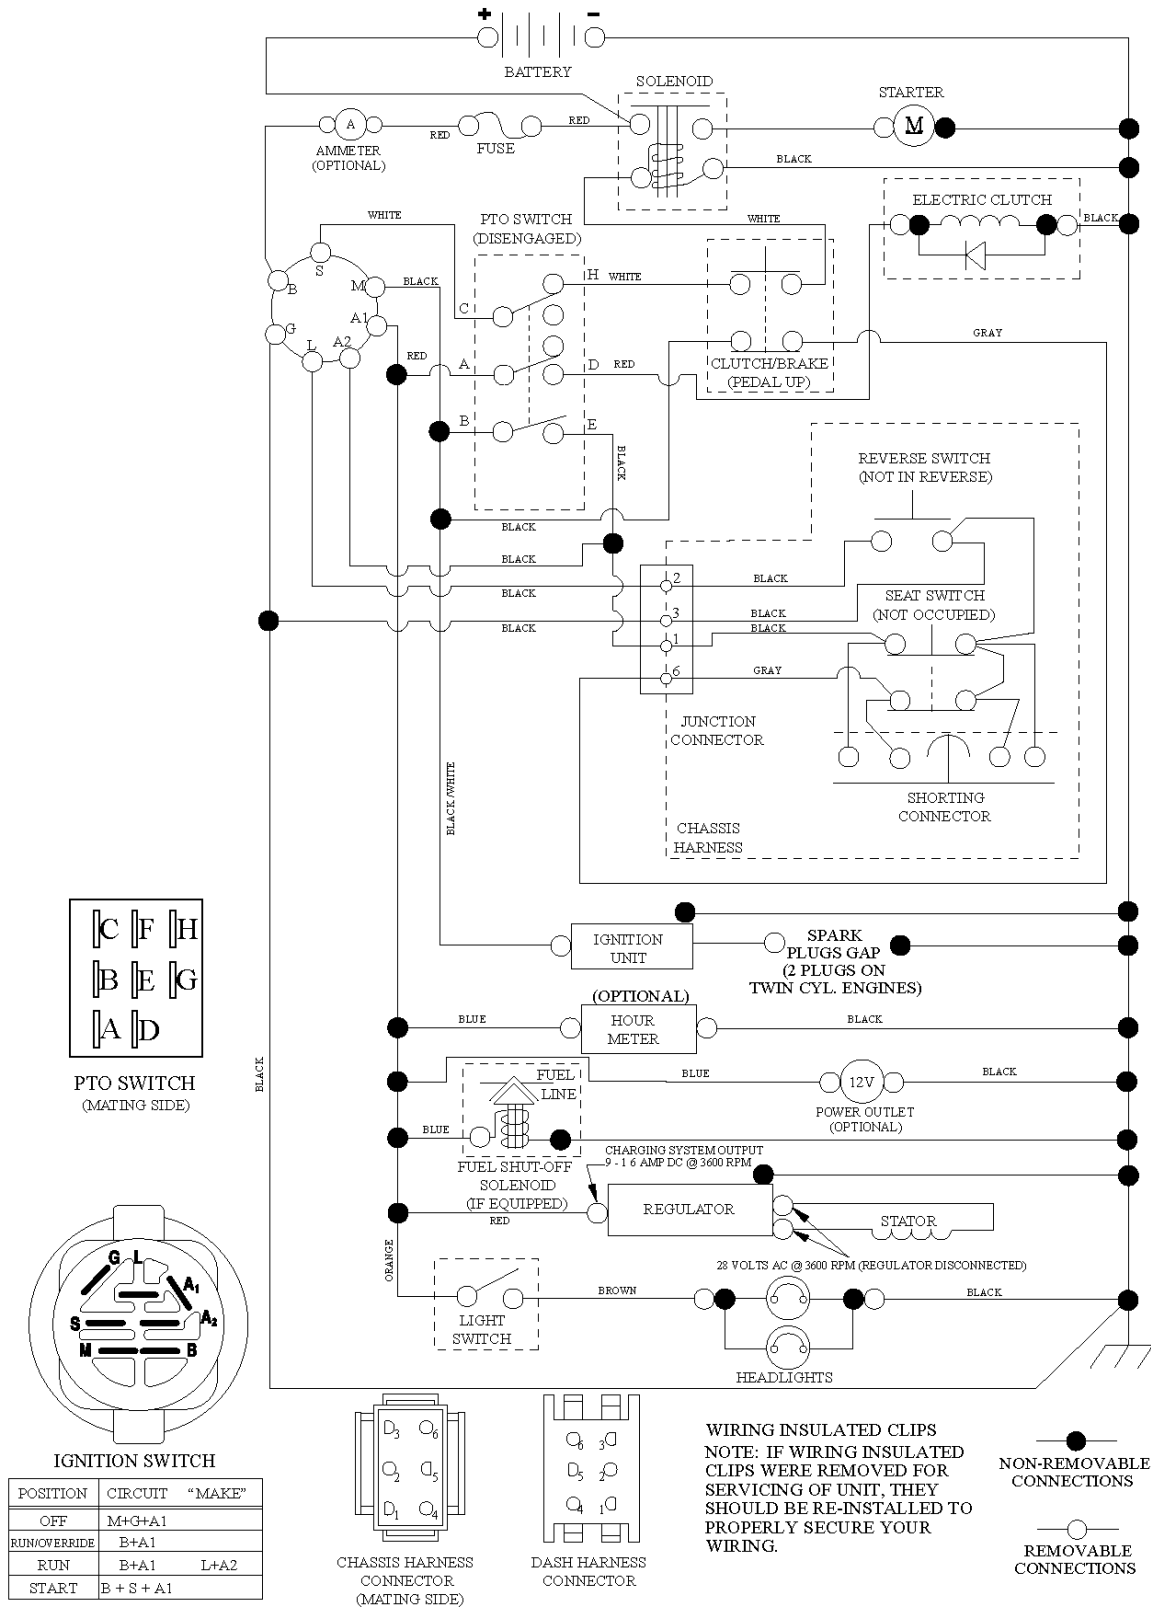 + −
BATTERY
SOLENOID
STARTER
A
M
RED
RED
AMMETER
(OPTIONAL)
FUSE
BLACK
ELECTRIC CLUTCH
WHITE
PTO SWITCH
(DISENGAGED)
WHITE
BLACK
S
B
M
BLACK
H
WHITE
C
A1
G
L
A2
RED
A
D
RED
GRAY
CLUTCH/BRAKE
(PEDAL UP)
B
E
BLACK
REVERSE SWITCH
(NOT IN REVERSE)
BLACK
BLACK
BLACK
BLACK
2
BLACK
SEAT SWITCH
(NOT OCCUPIED)
3
BLACK
BLACK
1
BLACK
6
GRAY
JUNCTION
CONNECTOR
SHORTING
CONNECTOR
BLACK/WHITE
CHASSIS
HARNESS
C F H
B E G
A D
PTO SWITCH
(MATING SIDE)
IGNITION
UNIT
SPARK
PLUGS GAP
(2 PLUGS ON
TWIN CYL. ENGINES)
(OPTIONAL)
HOUR
METER
BLUE
BLACK
BLACK
FUEL
LINE
BLUE
12V
BLACK
POWER OUTLET
(OPTIONAL)
BLUE
FUEL SHUT-OFF
SOLENOID
(IF EQUIPPED)
CHARGING SYSTEM OUTPUT
9 - 1 6 AMP DC @ 3600 RPM
RED
REGULATOR
STATOR
28 VOLTS AC @ 3600 RPM (REGULATOR DISCONNECTED)
ORANGE
LIGHT
SWITCH
BROWN
BLACK
HEADLIGHTS
G L
A1
S
A2
M
B
IGNITION SWITCH
POSITION CIRCUIT "MAKE"
OFF M+G+A1
RUN/OVERRIDE B+A1
RUN B+A1 L+A2
START B + S + A1
3 6
2 5
1 4
CHASSIS HARNESS
CONNECTOR
(MATING SIDE)
6 3
5 2
4 1
DASH HARNESS
CONNECTOR
WIRING INSULATED CLIPS
NOTE: IF WIRING INSULATED
CLIPS WERE REMOVED FOR
SERVICING OF UNIT, THEY
SHOULD BE RE-INSTALLED TO
PROPERLY SECURE YOUR
WIRING.
NON-REMOVABLE
CONNECTIONS
REMOVABLE
CONNECTIONS